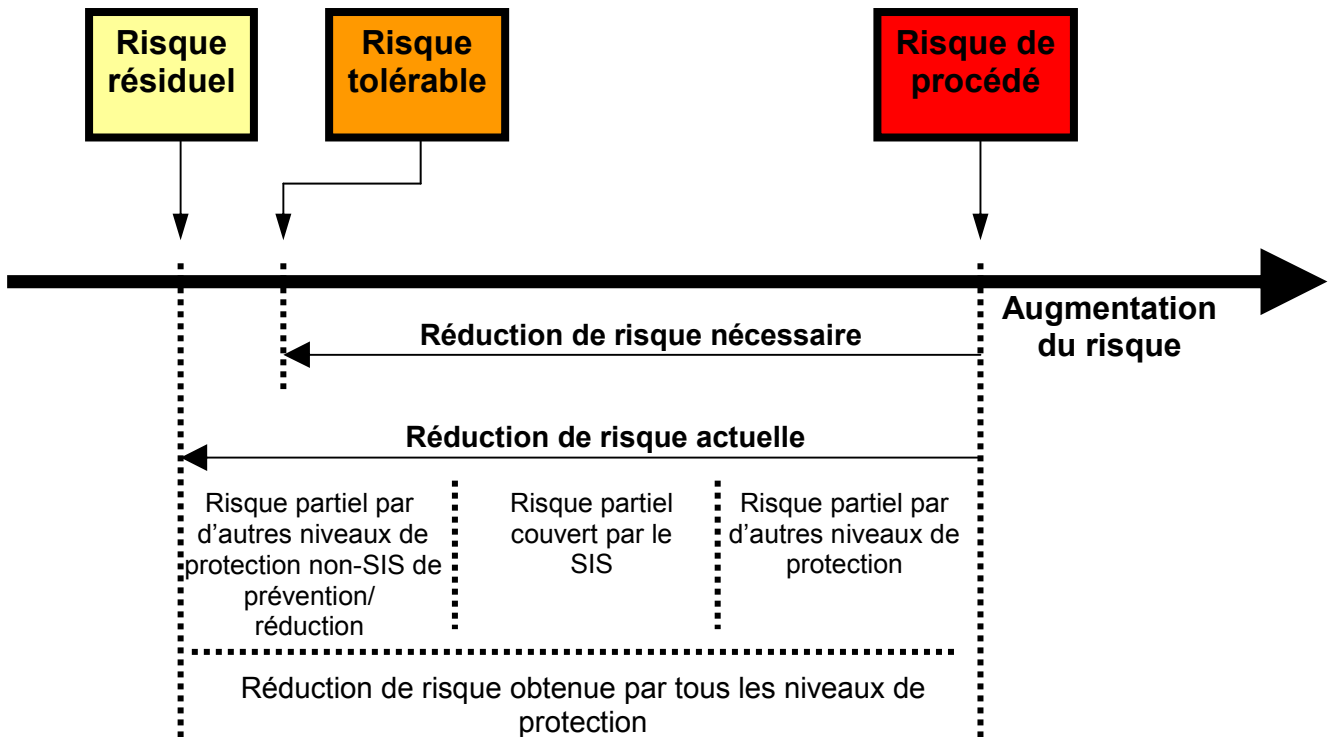 Risque
résiduel
Risque
tolérable
Risque de
procédé
Augmentation
du risque
Réduction de risque nécessaire
Réduction de risque actuelle
Risque partiel par
d'autres niveaux de
protection non-SIS de
prévention/
réduction
Risque partiel
couvert par le
SIS
Risque partiel par
d'autres niveaux de
protection
Réduction de risque obtenue par tous les niveaux de
protection